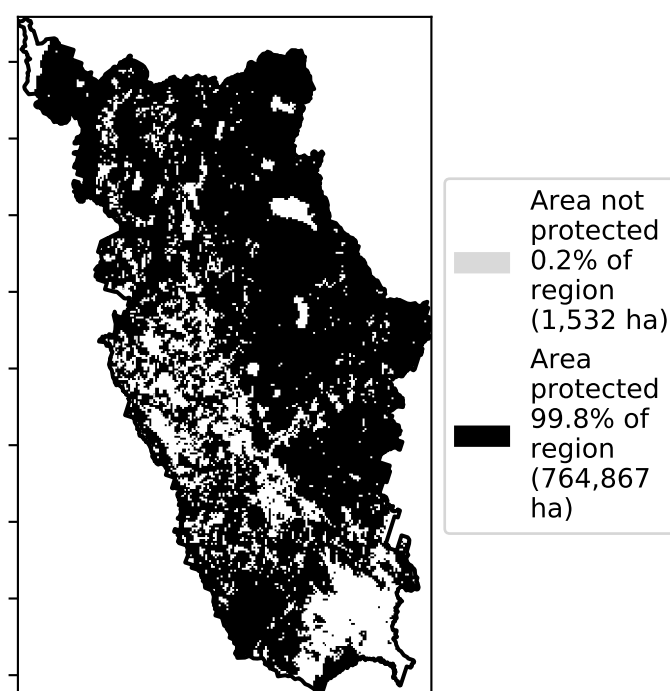 Area not
protected
0.2% of
region
(1,532 ha)
Area
protected
99.8% of
region
(764,867
ha)